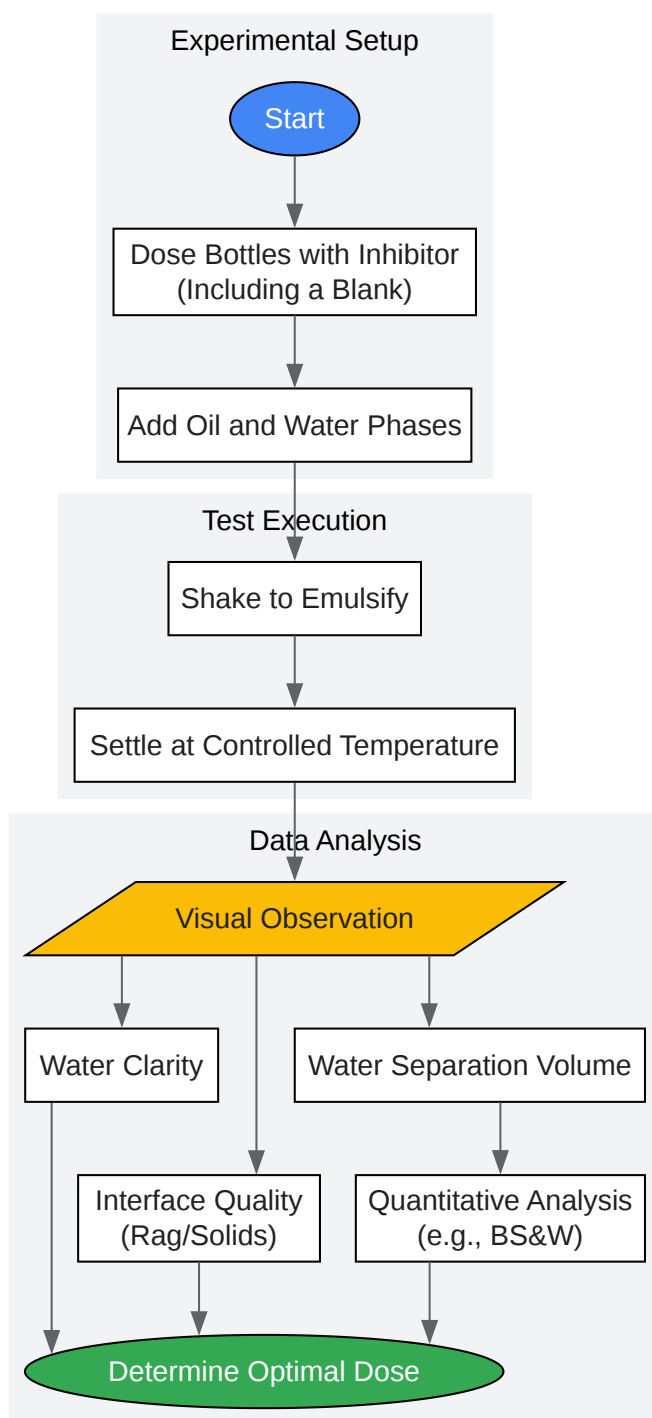 Experimental Setup
Start
Dose Bottles with Inhibitor
(Including a Blank)
Add Oil and Water Phases
Test Execution
Shake to Emulsify
Settle at Controlled Temperature
Data Analysis
Visual Observation
Water Clarity
Water Separation Volume
Interface Quality
(Rag/Solids)
Quantitative Analysis
(e.g., BS&W)
Determine Optimal Dose